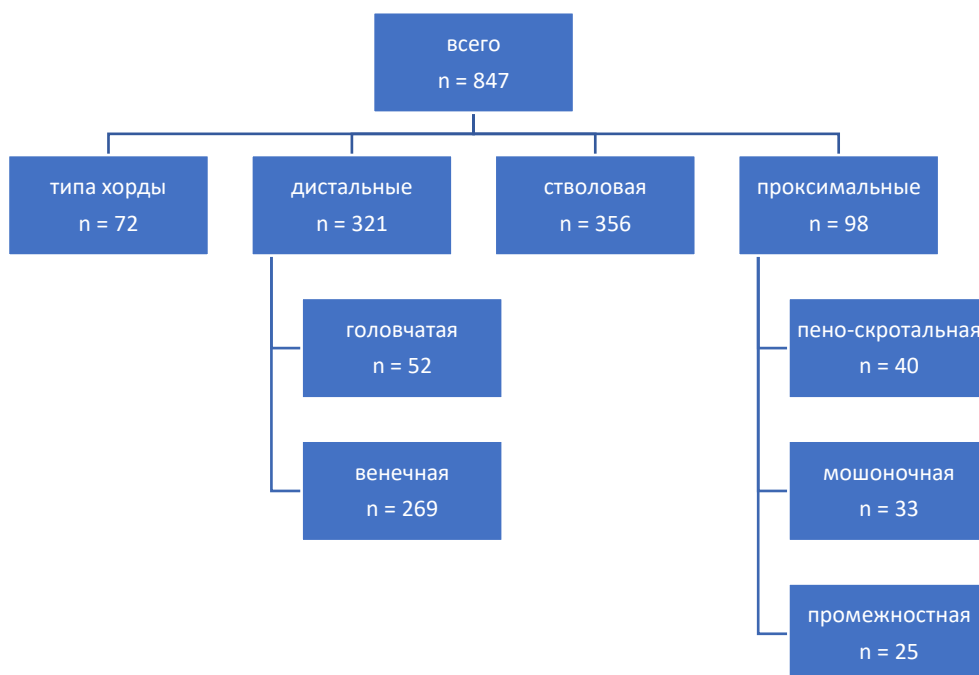 всего
n = 847
типа хорды
n = 72
дистальные
n = 321
стволовая
n = 356
проксимальные
n = 98
головчатая
n = 52
венечная
n = 269
пено-скротальная
n = 40
мошоночная
n = 33
промежностная
n = 25